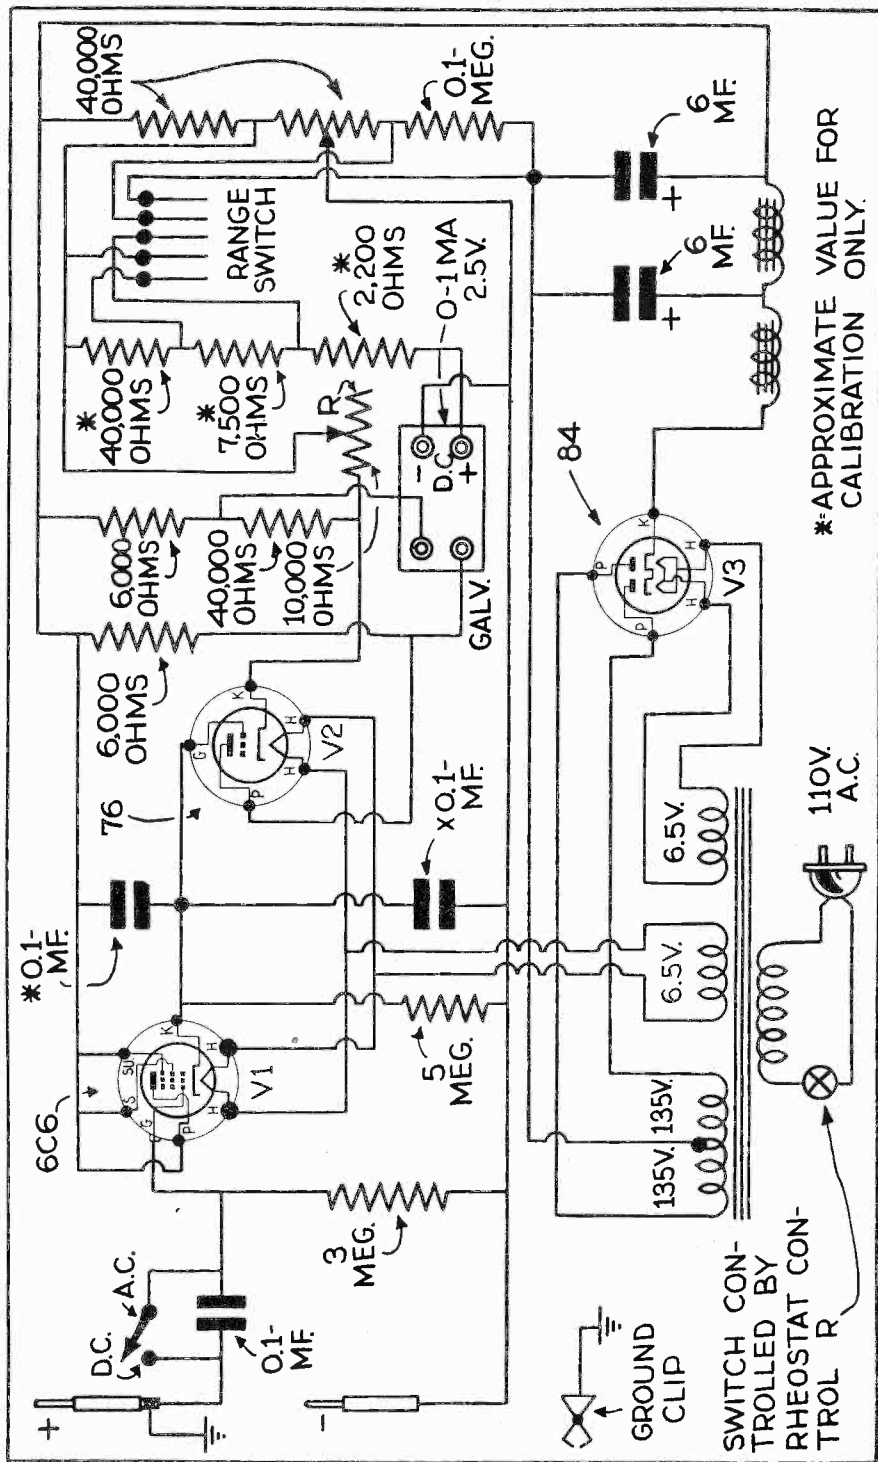 +
D.C.
A.C.
0.1-
MF.
-
GROUND
CLIP
SWITCH CON-
TROLLED BY
RHEOSTAT CON-
TROL R
3
MEG.
6C6
*0.1-
MF.
SU.
S
G
P
K
H
H
V1
5
MEG.
X0.1-
MF.
76
G
P
K
H
H
V2
6,000
OHMS
6,000
OHMS
40,000
OHMS
10,000
OHMS
GALV.
*
40,000
OHMS
*
7,500
OHMS
R
*
2,200
OHMS
0-1MA
2.5V.
-
D.C.
+
RANGE
SWITCH
40,000
OHMS
0.1-
MEG.
6
MF.
+
6
MF.
+
84
P
P
K
H
H
V3
135V. 135V.
6.5V.
6.5V.
110V.
A.C.
*=APPROXIMATE VALUE FOR
CALIBRATION ONLY.